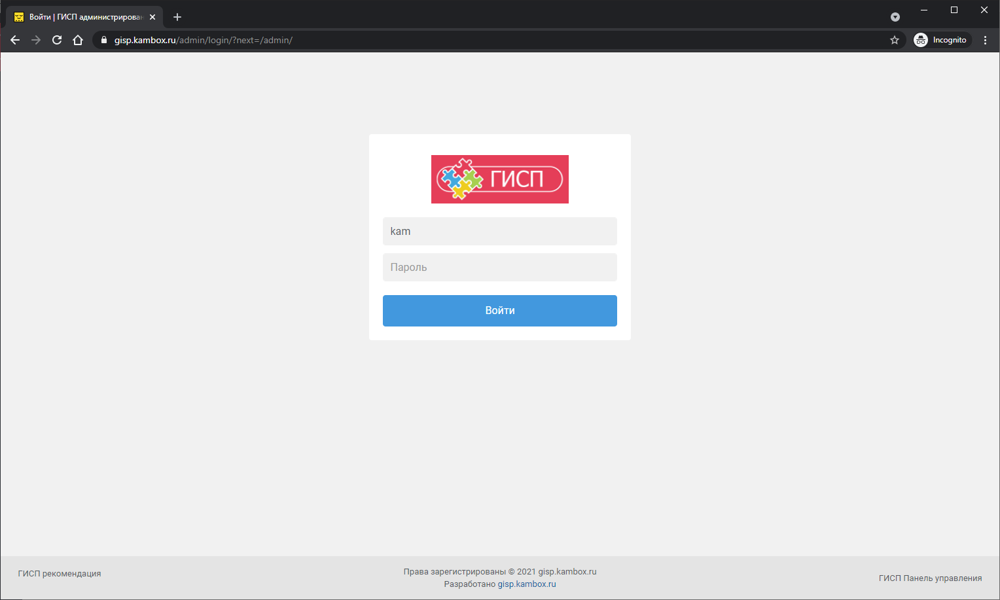 Войти | ГИСП администрирован
gisp.kambox.ru/admin/login/?next=/admin/
Incognito
ГИСП
kam
Пароль
Войти
ГИСП рекомендация
Права зарегистрированы © 2021 gisp.kambox.ru
Разработано gisp.kambox.ru
ГИСП Панель управления